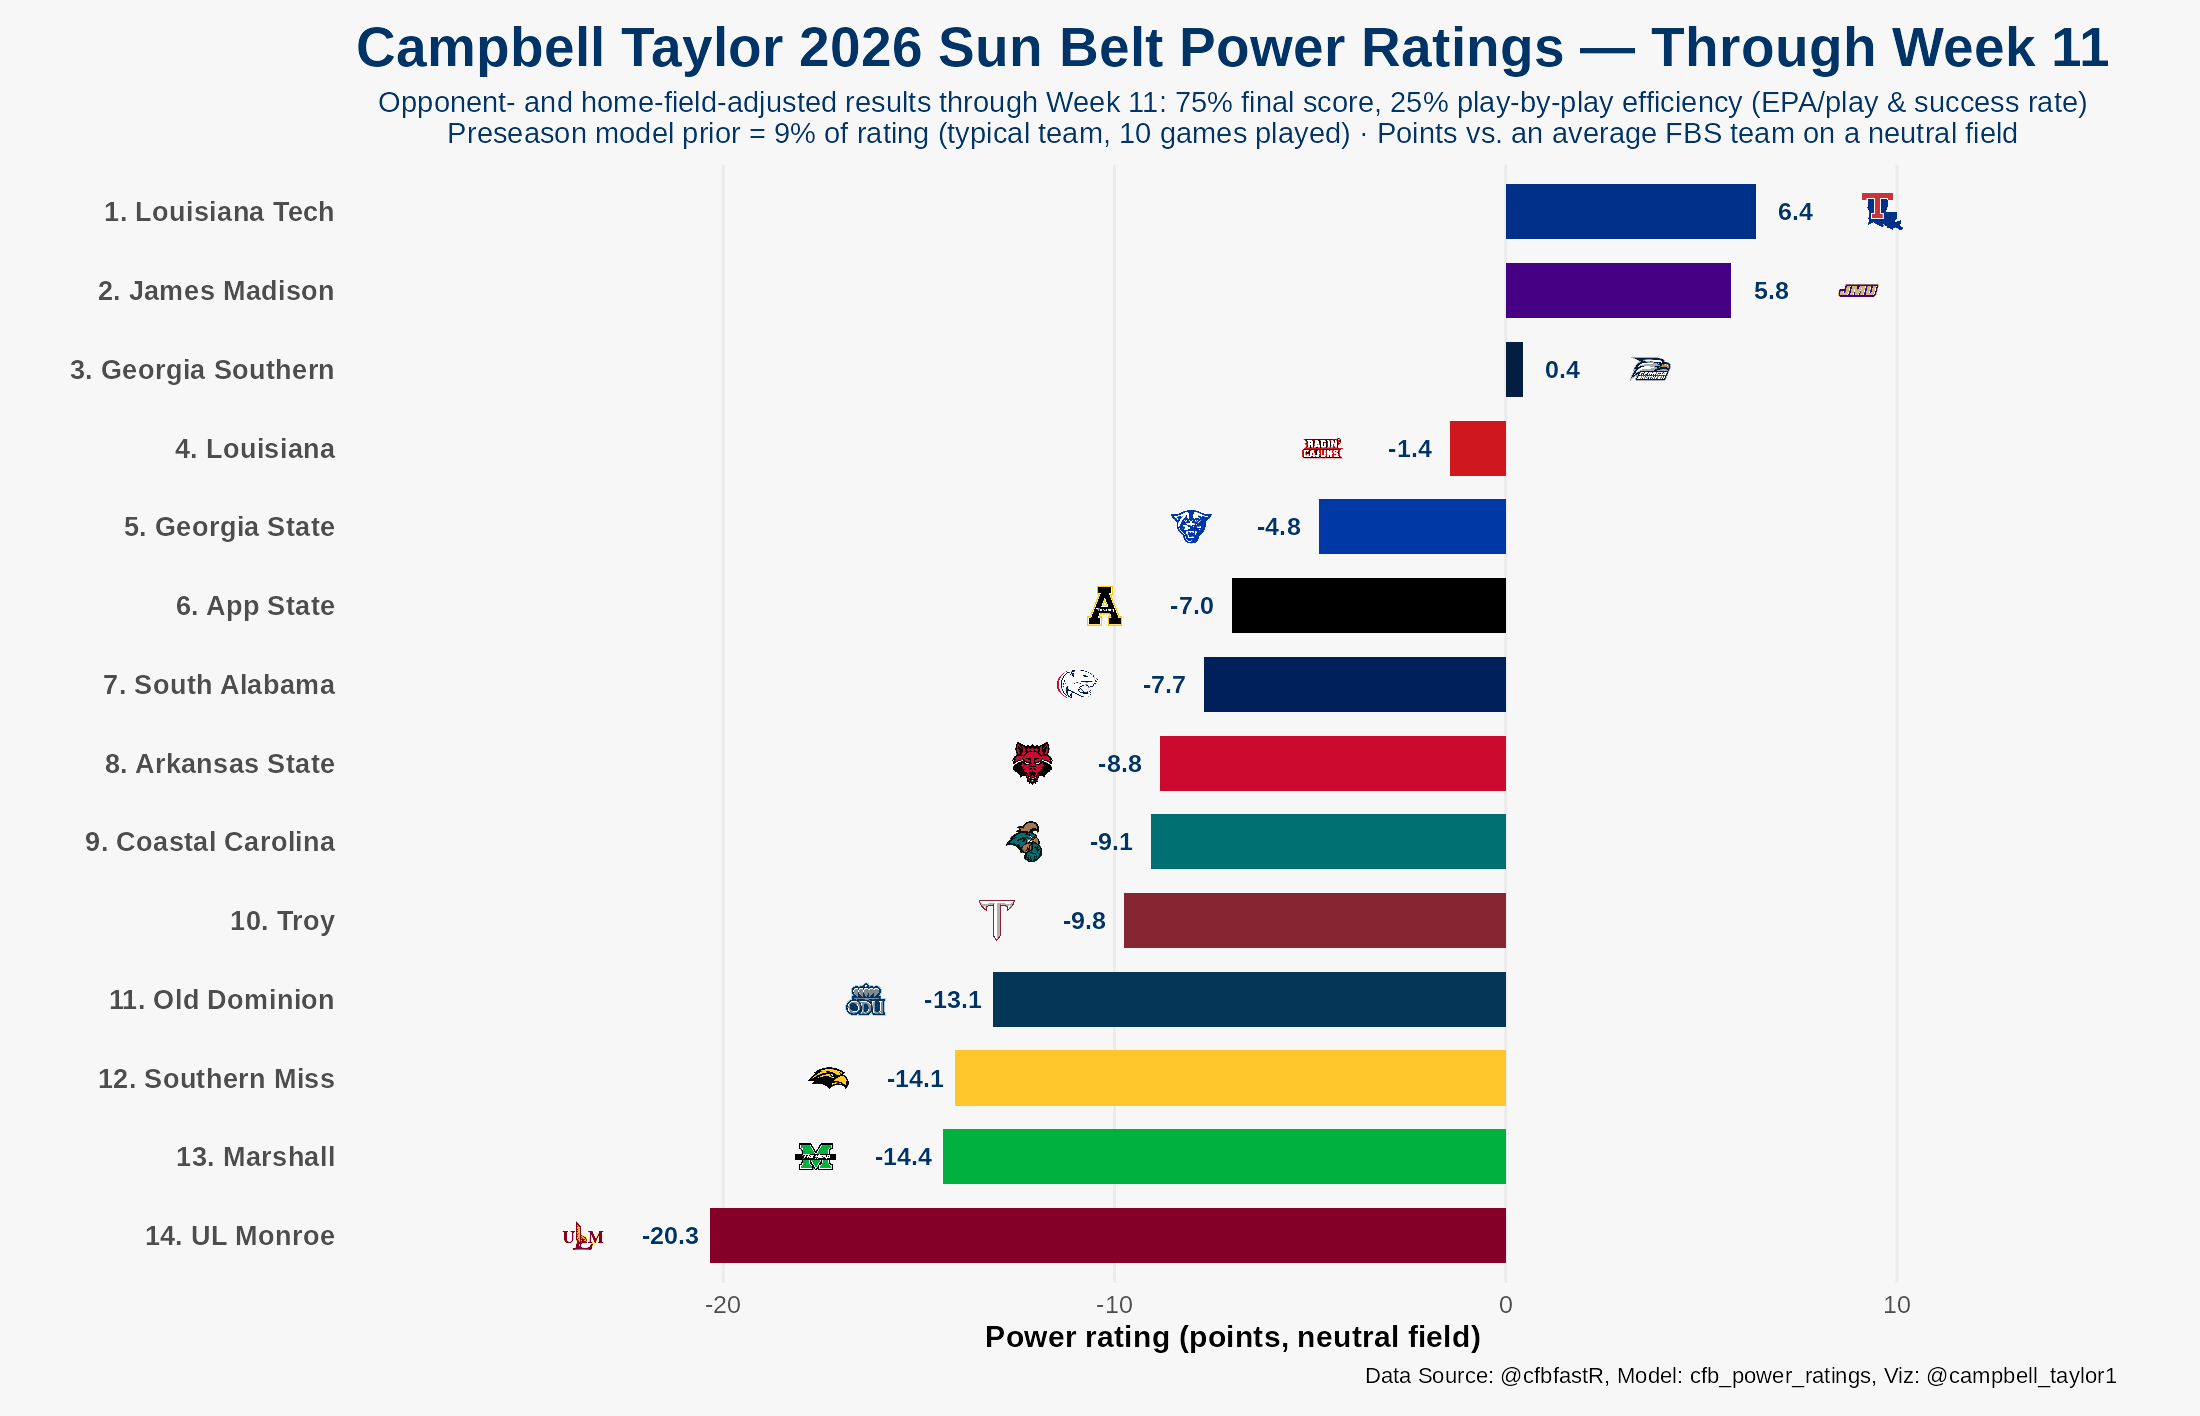 Campbell Taylor 2026 Sun Belt Power Ratings — Through Week 11
Opponent- and home-field-adjusted results through Week 11: 75% final score, 25% play-by-play efficiency (EPA/play & success rate)
Preseason model prior = 9% of rating (typical team, 10 games played) · Points vs. an average FBS team on a neutral field
1. Louisiana Tech 6.4 T
2. James Madison 5.8 JMU
3. Georgia Southern 0.4
4. Louisiana RAGIN' CAJUNS -1.4
5. Georgia State -4.8
6. App State A -7.0
7. South Alabama -7.7
8. Arkansas State -8.8
9. Coastal Carolina -9.1
10. Troy T -9.8
11. Old Dominion ODU -13.1
12. Southern Miss -14.1
13. Marshall M -14.4
14. UL Monroe ULM -20.3
-20 -10 0 10
Power rating (points, neutral field)
Data Source: @cfbfastR, Model: cfb_power_ratings, Viz: @campbell_taylor1